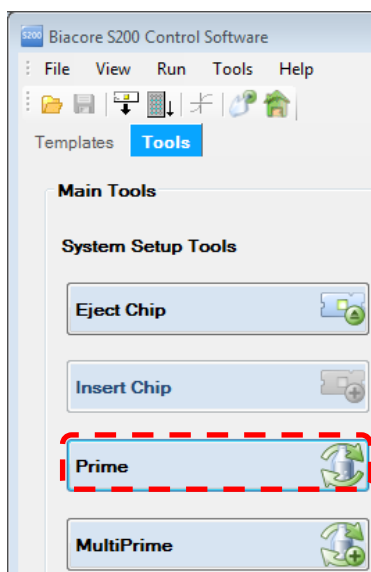 S200 Biacore S200 Control Software
File View Run Tools Help
Templates Tools
Main Tools
System Setup Tools
Eject Chip
Insert Chip
Prime
MultiPrime